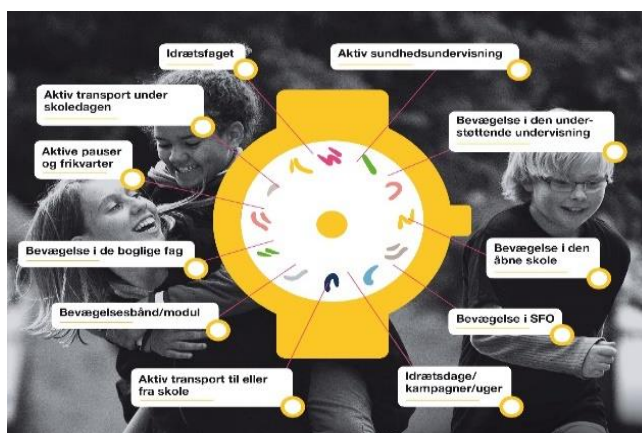 Idrætsfaget
Aktiv sundhedsundervisning
Aktiv transport under
skoledagen
Bevægelse i den under-
støttende undervisning
Aktive pauser
og frikvarter
Bevægelse i de boglige fag
Bevægelse i den
åbne skole
Bevægelsesbånd/modul
Bevægelse i SFO
Aktiv transport til eller
fra skole
Idrætsdage/
kampagner/uger